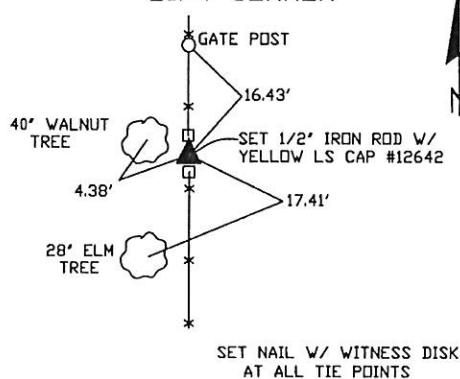 GATE POST
16.43'
40" WALNUT
TREE
SET 1/2" IRON ROD W/
YELLOW LS CAP #12642
4.38'
17.41'
28" ELM
TREE
SET NAIL W/ WITNESS DISK
AT ALL TIE POINTS